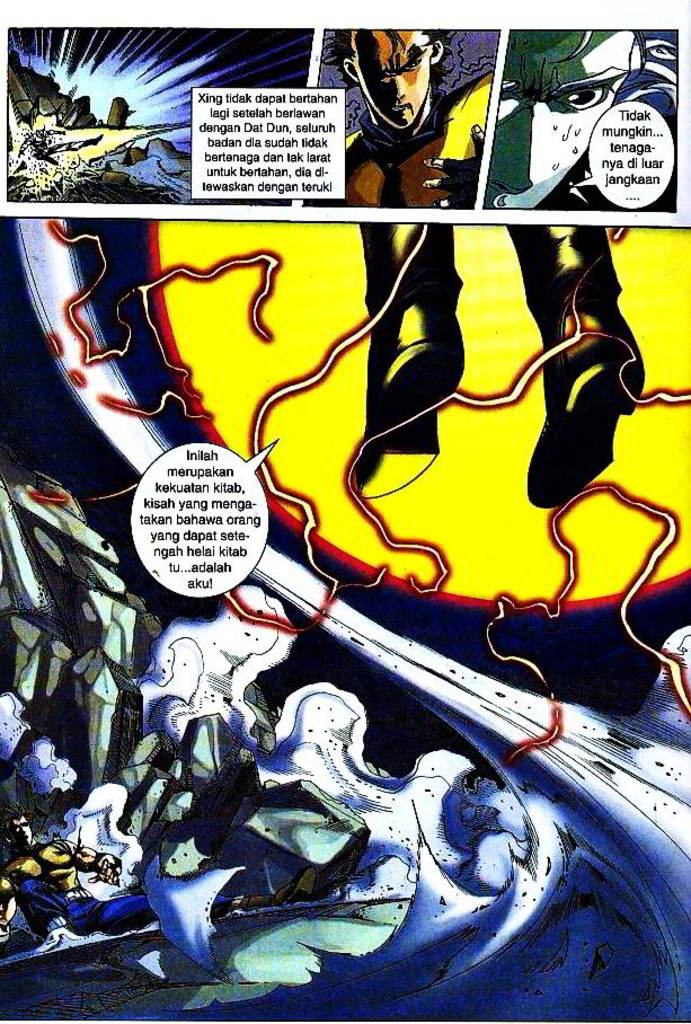 Xing tidak dapat bertahan
lagi setelah berlawan
dengan Dat Dun, seluruh
badan dia sudah tidak
bertenaga dan tak larat
untuk bertahan, dia di-
tewaskan dengan teruk!
Tidak
mungkin...
tenaga-
nya di luar
jangkaan
....
Inilah
merupakan
kekuatan kitab,
kisah yang menga-
takan bahawa orang
yang dapat sete-
ngah helai kitab
tu...adalah
aku!